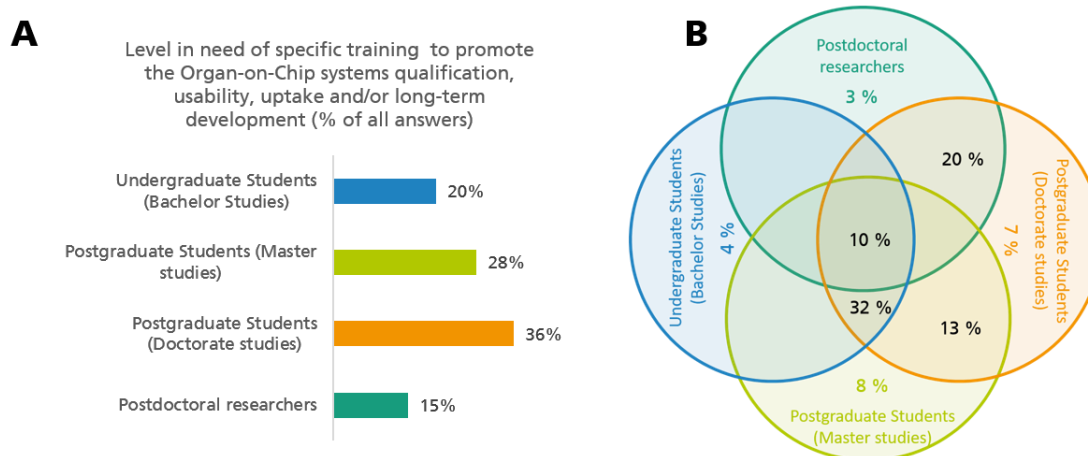 A
Level in need of specific training to promote
the Organ-on-Chip systems qualification,
usability, uptake and/or long-term
development (% of all answers)
Undergraduate Students
(Bachelor Studies)
20%
Postgraduate Students (Master
studies)
28%
Postgraduate Students
(Doctorate studies)
36%
Postdoctoral researchers
15%
B
Postdoctoral
researchers
3 %
Undergraduate Students
(Bachelor Studies)
4 %
20 %
Postgraduate Students
(Doctorate studies)
7 %
10 %
32 %
13 %
8 %
Postgraduate Students
(Master studies)